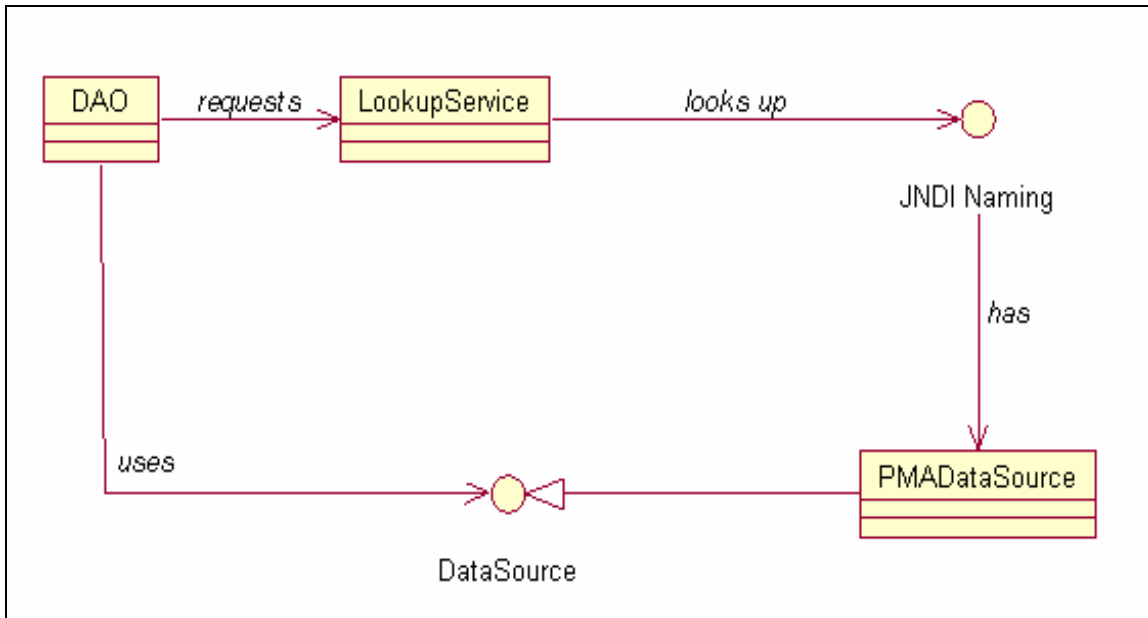 DAO
requests
LookupService
looks up
JNDI Naming
has
uses
PMADataSource
DataSource